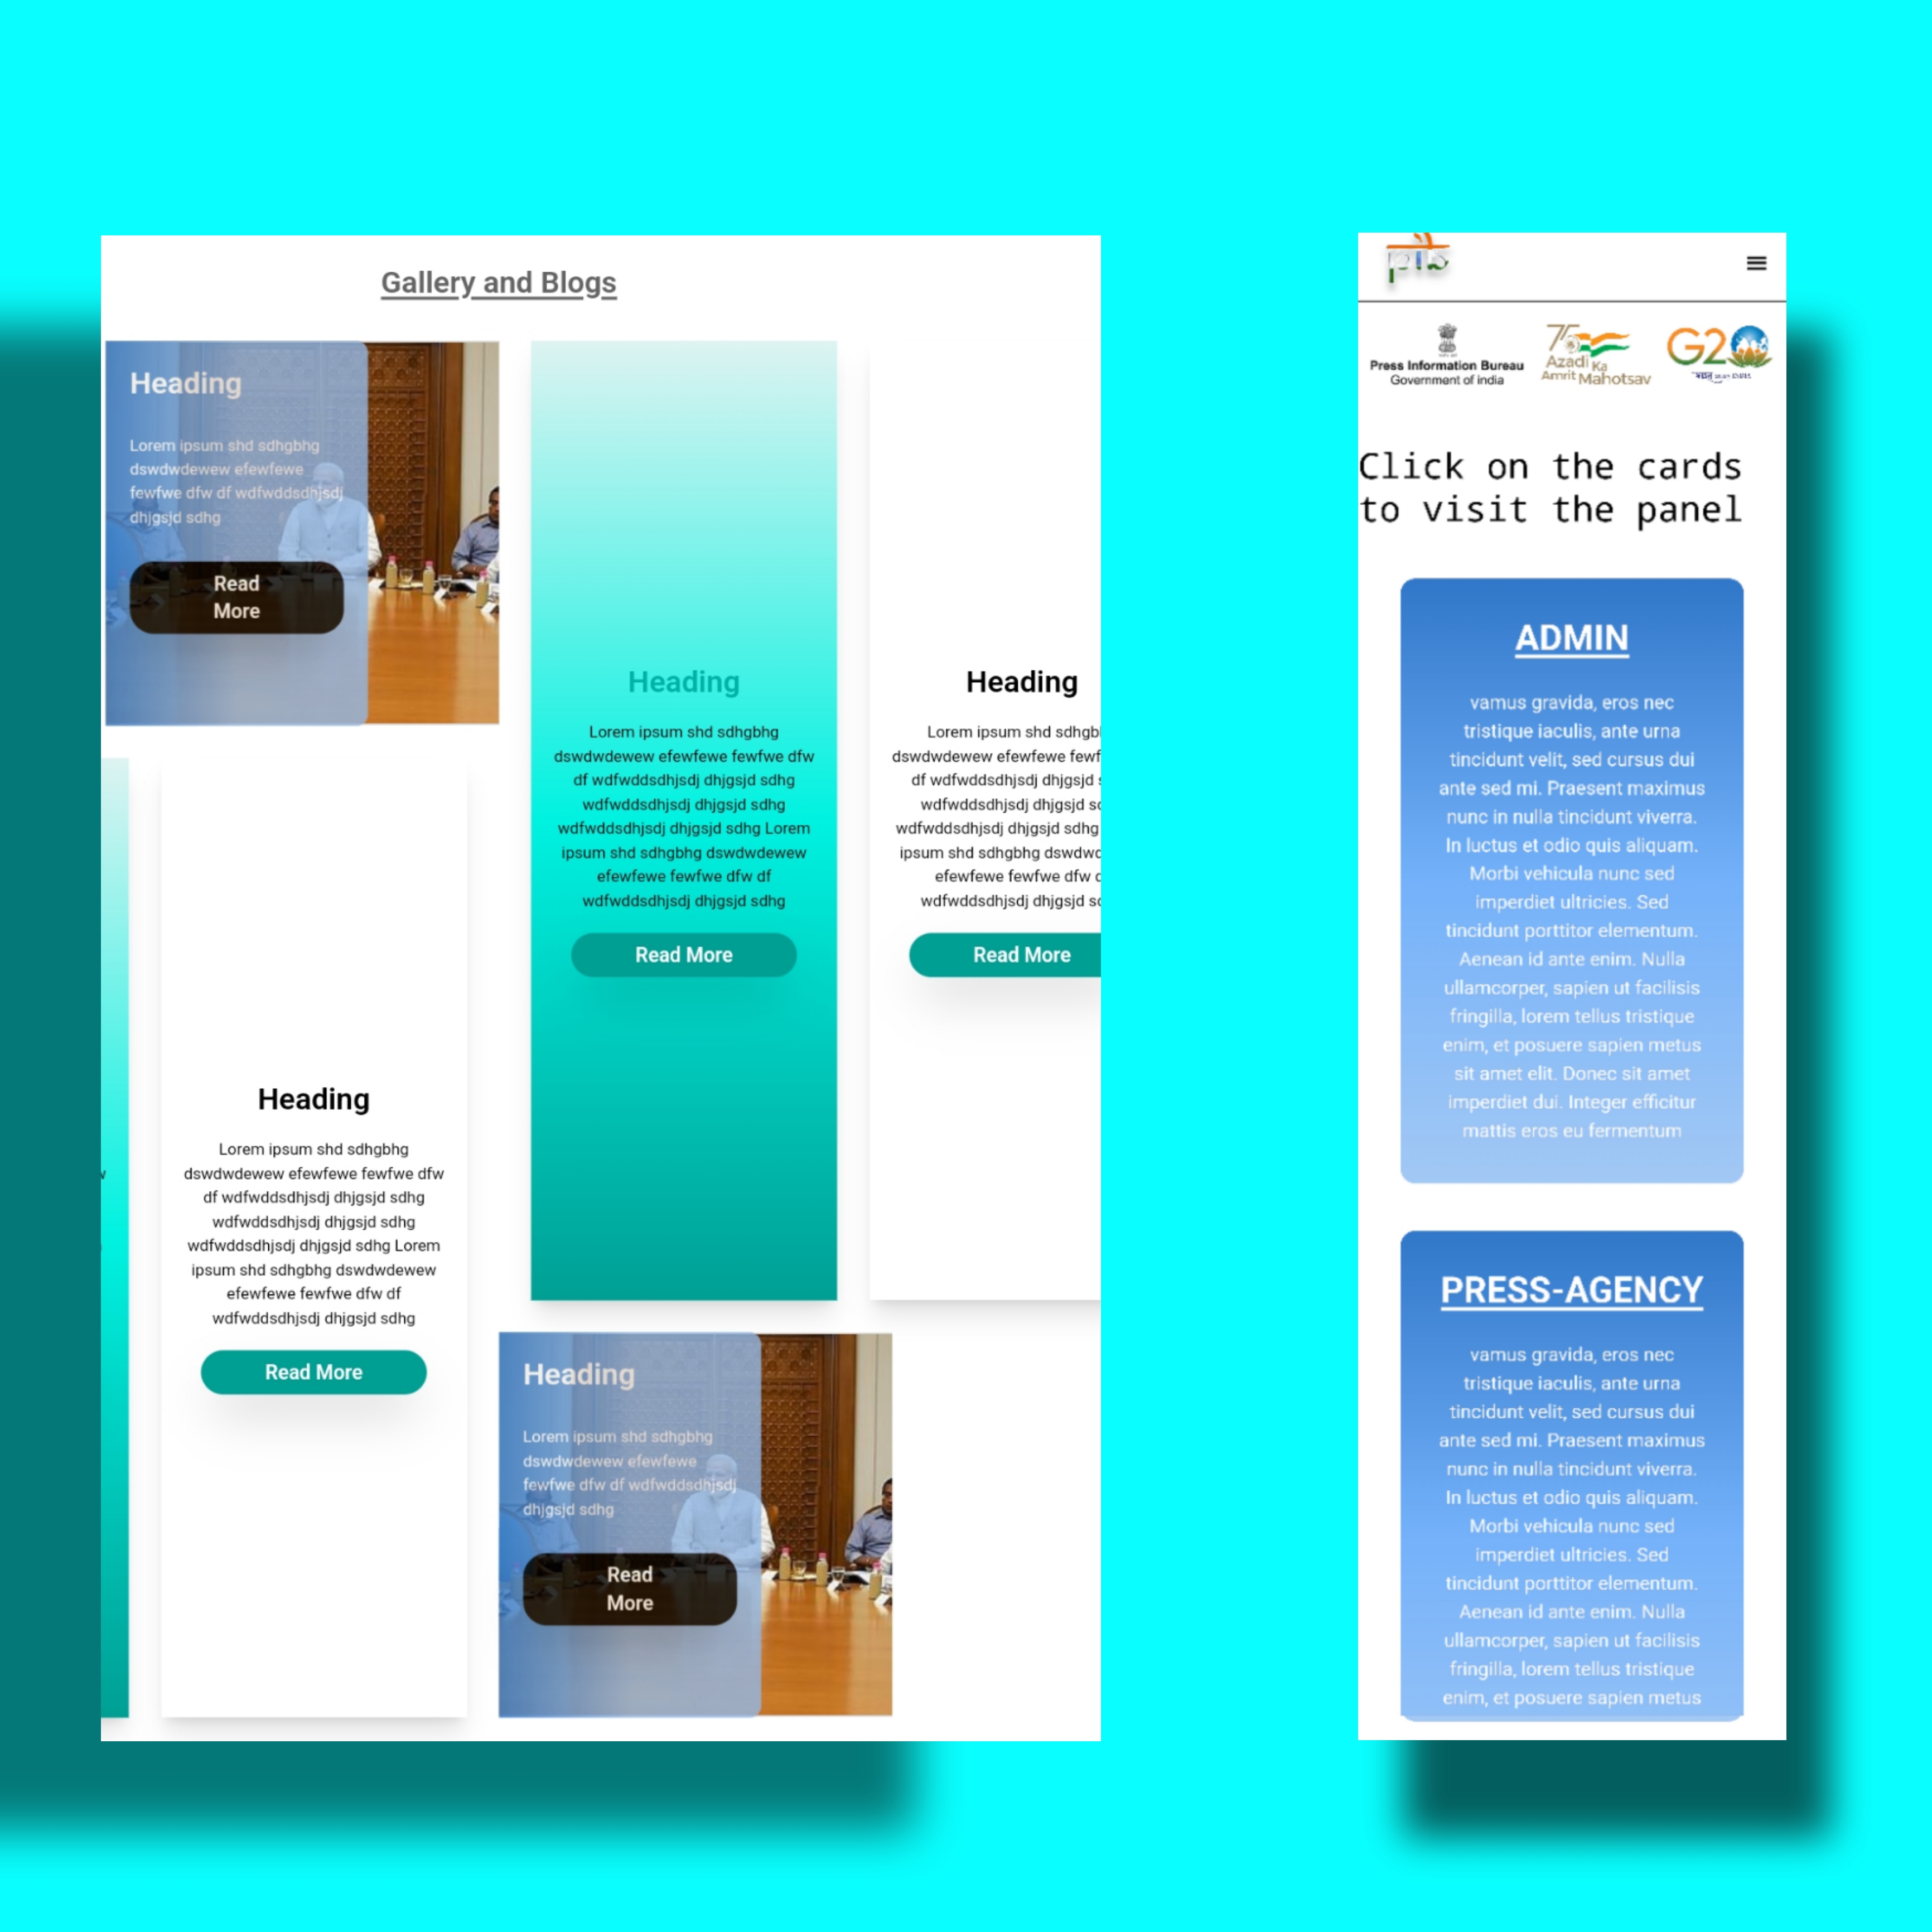 Gallery and Blogs
Heading
Lorem ipsum shd sdhgbhg
dswdwdewew efewfewe
fewfwe dfw df wdfwddsdhjsdj
dhjgsjd sdhg
Read
More
Heading
Lorem ipsum shd sdhgbhg
dswdwdewew efewfewe fewfwe dfw
df wdfwddsdhjsdj dhjgsjd sdhg
wdfwddsdhjsdj dhjgsjd sdhg
wdfwddsdhjsdj dhjgsjd sdhg Lorem
ipsum shd sdhgbhg dswdwdewew
efewfewe fewfwe dfw df
wdfwddsdhjsdj dhjgsjd sdhg
Read More
Heading
Lorem ipsum shd sdhgb
dswdwdewew efewfewe fewf
df wdfwddsdhjsdj dhjgsjd s
wdfwddsdhjsdj dhjgsjd sd
wdfwddsdhjsdj dhjgsjd sdhg
ipsum shd sdhgbhg dswdwd
efewfewe fewfwe dfw d
wdfwddsdhjsdj dhjgsjd sd
Read More
Heading
Lorem ipsum shd sdhgbhg
dswdwdewew efewfewe fewfwe dfw
df wdfwddsdhjsdj dhjgsjd sdhg
wdfwddsdhjsdj dhjgsjd sdhg
wdfwddsdhjsdj dhjgsjd sdhg Lorem
ipsum shd sdhgbhg dswdwdewew
efewfewe fewfwe dfw df
wdfwddsdhjsdj dhjgsjd sdhg
Read More
Heading
Lorem ipsum shd sdhgbhg
dswdwdewew efewfewe
fewfwe dfw df wdfwddsdhjsdj
dhjgsjd sdhg
Read
More
pib
Press Information Bureau
Government of india
75
Azadi Ka
Amrit Mahotsav
G20
Click on the cards
to visit the panel
ADMIN
vamus gravida, eros nec
tristique iaculis, ante urna
tincidunt velit, sed cursus dui
ante sed mi. Praesent maximus
nunc in nulla tincidunt viverra.
In luctus et odio quis aliquam.
Morbi vehicula nunc sed
imperdiet ultricies. Sed
tincidunt porttitor elementum.
Aenean id ante enim. Nulla
ullamcorper, sapien ut facilisis
fringilla, lorem tellus tristique
enim, et posuere sapien metus
sit amet elit. Donec sit amet
imperdiet dui. Integer efficitur
mattis eros eu fermentum
PRESS-AGENCY
vamus gravida, eros nec
tristique iaculis, ante urna
tincidunt velit, sed cursus dui
ante sed mi. Praesent maximus
nunc in nulla tincidunt viverra.
In luctus et odio quis aliquam.
Morbi vehicula nunc sed
imperdiet ultricies. Sed
tincidunt porttitor elementum.
Aenean id ante enim. Nulla
ullamcorper, sapien ut facilisis
fringilla, lorem tellus tristique
enim, et posuere sapien metus